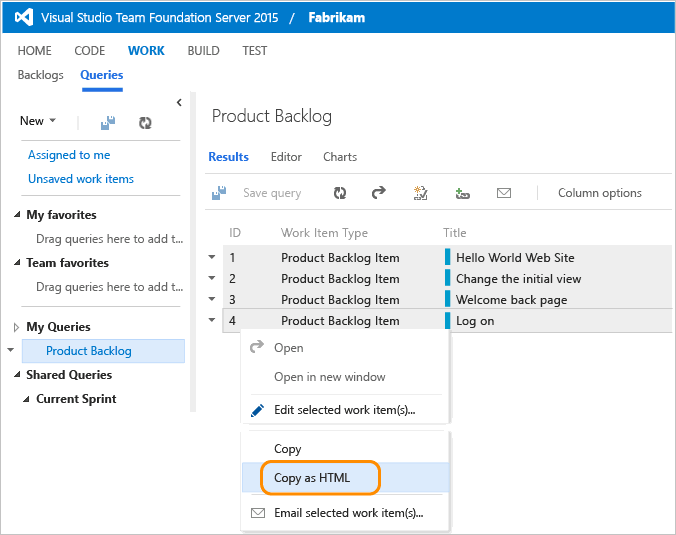 Visual Studio Team Foundation Server 2015 / Fabrikam
HOME CODE WORK BUILD TEST
Backlogs Queries
New
Assigned to me
Unsaved work items
My favorites
Drag queries here to add t...
Team favorites
Drag queries here to add t...
My Queries
Product Backlog
Shared Queries
Current Sprint
Product Backlog
Results Editor Charts
Save query Column options
ID Work Item Type Title
1 Product Backlog Item Hello World Web Site
2 Product Backlog Item Change the initial view
3 Product Backlog Item Welcome back page
4 Product Backlog Item Log on
Open
Open in new window
Edit selected work item(s)...
Copy
Copy as HTML
Email selected work item(s)...